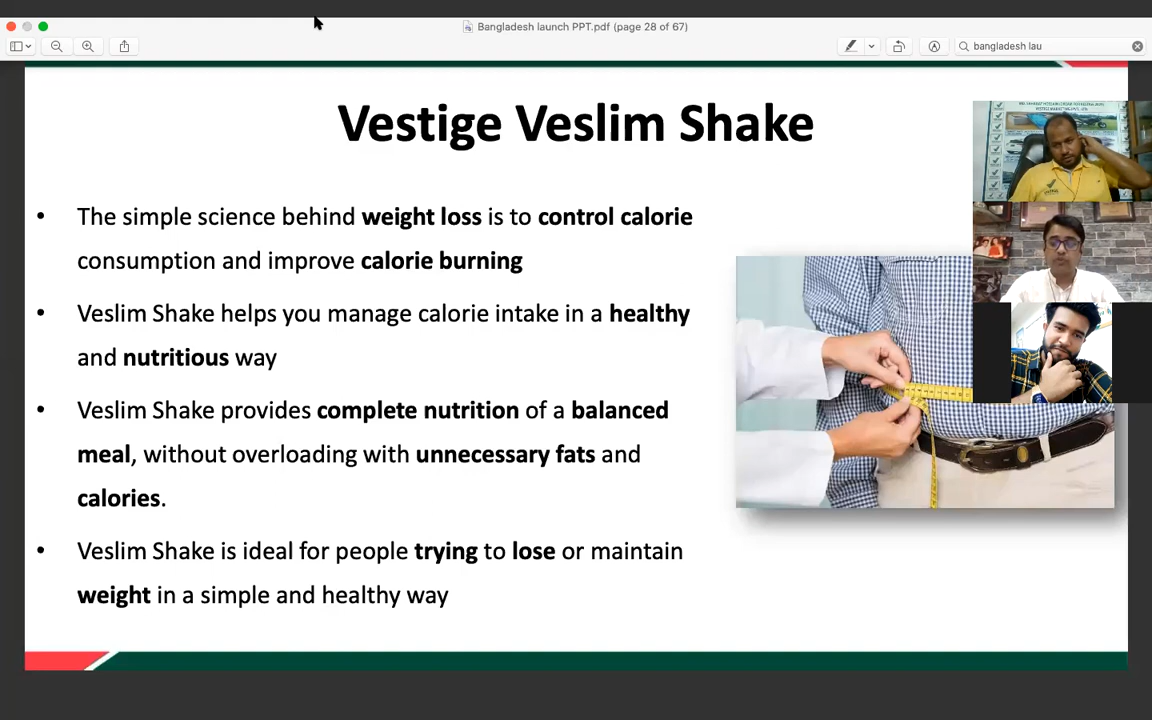 Bangladesh launch PPT.pdf (page 28 of 67)
bangladesh lau
Vestige Veslim Shake
• The simple science behind weight loss is to control calorie
consumption and improve calorie burning
• Veslim Shake helps you manage calorie intake in a healthy
and nutritious way
• Veslim Shake provides complete nutrition of a balanced
meal, without overloading with unnecessary fats and
calories.
• Veslim Shake is ideal for people trying to lose or maintain
weight in a simple and healthy way